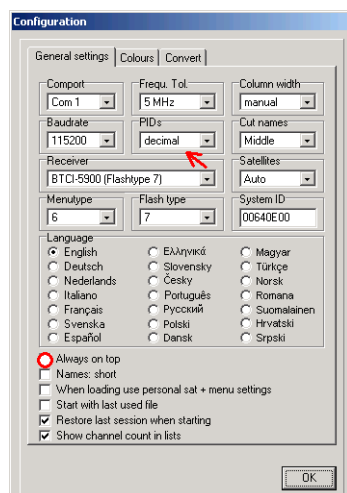 Configuration
General settings Colours Convert
Comport Frequ. Tol. Column width
Com 1 5 MHz manual
Baudrate PIDs Cut names
115200 decimal Middle
Receiver Satellites
BTCI-5900 (Flashtype 7) Auto
Menutype Flash type System ID
6 7 00640E00
Language
English Ελληνικά Magyar
Deutsch Slovensky Türkçe
Nederlands Česky Norsk
Italiano Português Romana
Français Русский Suomalainen
Svenska Polski Hrvatski
Español Dansk Srpski
Always on top
Names: short
When loading use personal sat + menu settings
Start with last used file
Restore last session when starting
Show channel count in lists
OK